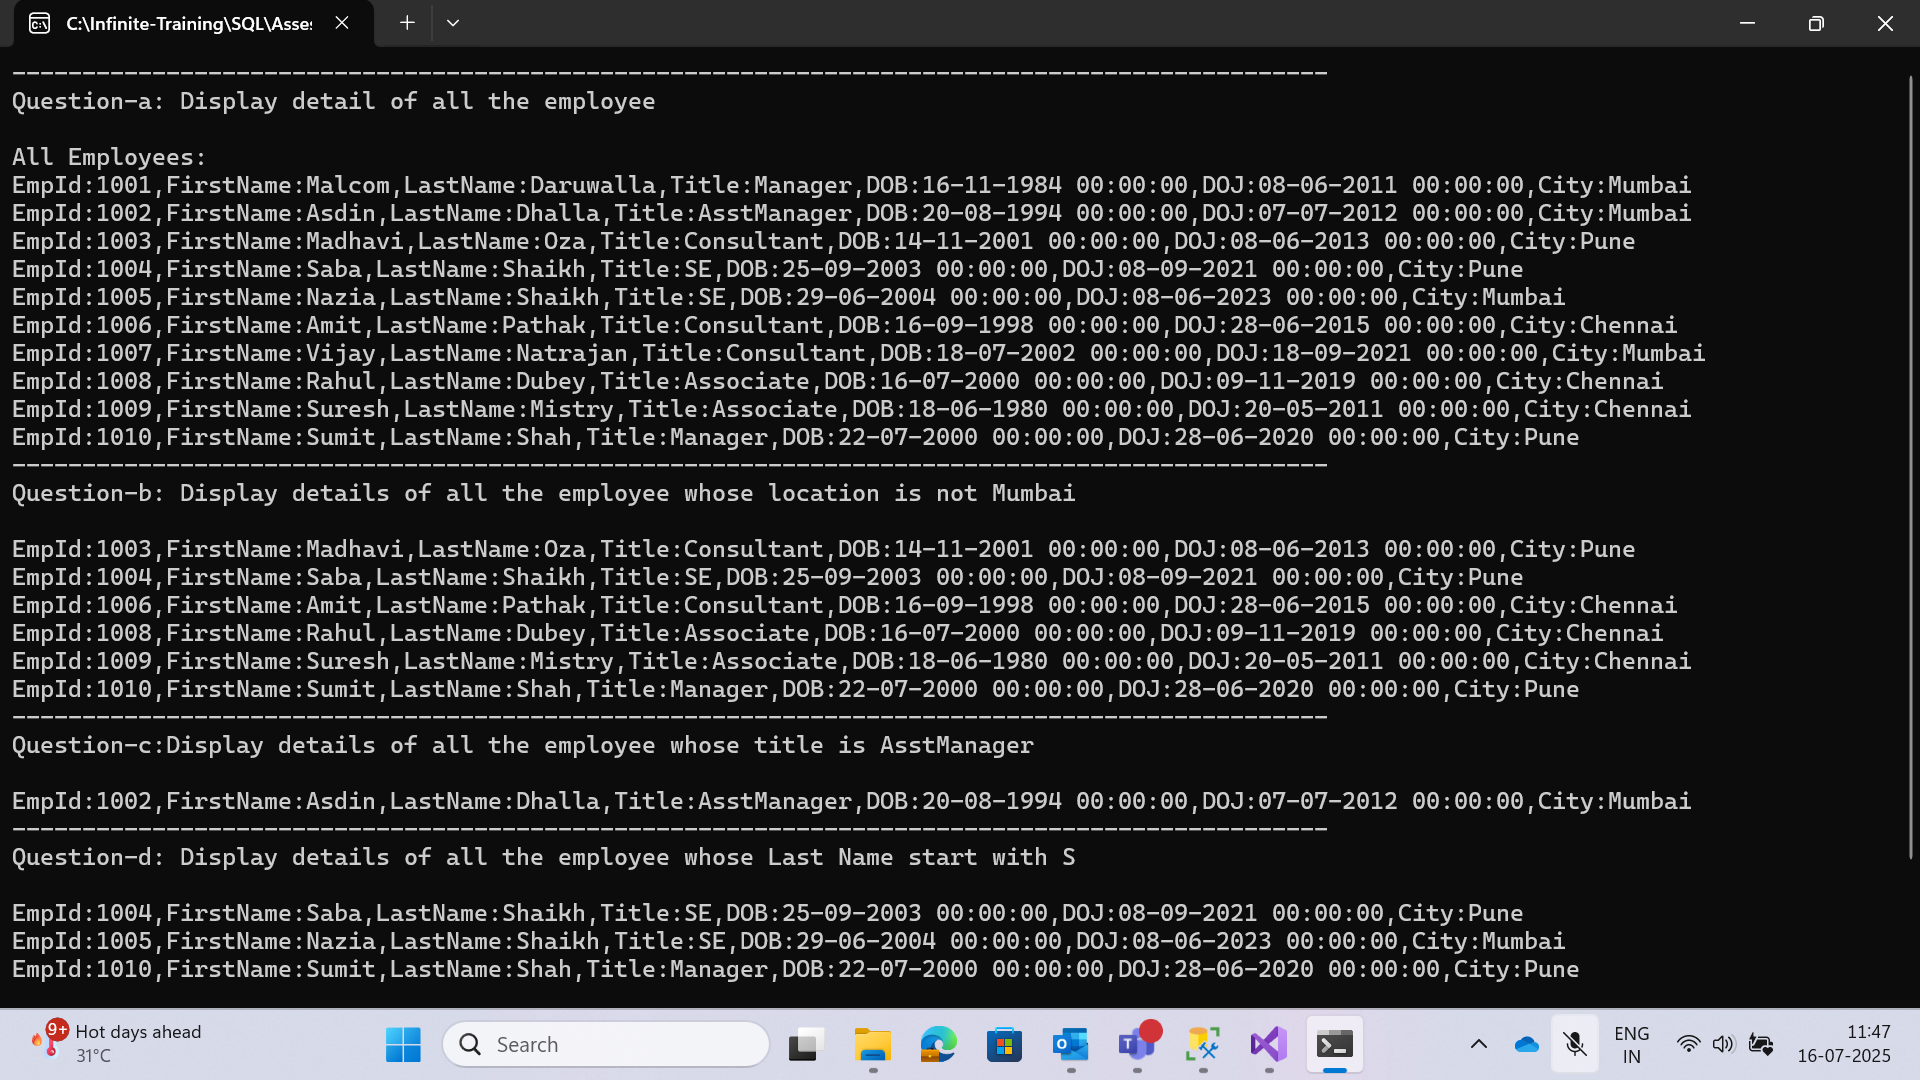 C:\Infinite-Training\SQL\Asses
-----------------------------------------------------------------------------------------------
Question-a: Display detail of all the employee
All Employees:
EmpId:1001,FirstName:Malcom,LastName:Daruwalla,Title:Manager,DOB:16-11-1984 00:00:00,DOJ:08-06-2011 00:00:00,City:Mumbai
EmpId:1002,FirstName:Asdin,LastName:Dhalla,Title:AsstManager,DOB:20-08-1994 00:00:00,DOJ:07-07-2012 00:00:00,City:Mumbai
EmpId:1003,FirstName:Madhavi,LastName:Oza,Title:Consultant,DOB:14-11-2001 00:00:00,DOJ:08-06-2013 00:00:00,City:Pune
EmpId:1004,FirstName:Saba,LastName:Shaikh,Title:SE,DOB:25-09-2003 00:00:00,DOJ:08-09-2021 00:00:00,City:Pune
EmpId:1005,FirstName:Nazia,LastName:Shaikh,Title:SE,DOB:29-06-2004 00:00:00,DOJ:08-06-2023 00:00:00,City:Mumbai
EmpId:1006,FirstName:Amit,LastName:Pathak,Title:Consultant,DOB:16-09-1998 00:00:00,DOJ:28-06-2015 00:00:00,City:Chennai
EmpId:1007,FirstName:Vijay,LastName:Natrajan,Title:Consultant,DOB:18-07-2002 00:00:00,DOJ:18-09-2021 00:00:00,City:Mumbai
EmpId:1008,FirstName:Rahul,LastName:Dubey,Title:Associate,DOB:16-07-2000 00:00:00,DOJ:09-11-2019 00:00:00,City:Chennai
EmpId:1009,FirstName:Suresh,LastName:Mistry,Title:Associate,DOB:18-06-1980 00:00:00,DOJ:20-05-2011 00:00:00,City:Chennai
EmpId:1010,FirstName:Sumit,LastName:Shah,Title:Manager,DOB:22-07-2000 00:00:00,DOJ:28-06-2020 00:00:00,City:Pune
-----------------------------------------------------------------------------------------------
Question-b: Display details of all the employee whose location is not Mumbai
EmpId:1003,FirstName:Madhavi,LastName:Oza,Title:Consultant,DOB:14-11-2001 00:00:00,DOJ:08-06-2013 00:00:00,City:Pune
EmpId:1004,FirstName:Saba,LastName:Shaikh,Title:SE,DOB:25-09-2003 00:00:00,DOJ:08-09-2021 00:00:00,City:Pune
EmpId:1006,FirstName:Amit,LastName:Pathak,Title:Consultant,DOB:16-09-1998 00:00:00,DOJ:28-06-2015 00:00:00,City:Chennai
EmpId:1008,FirstName:Rahul,LastName:Dubey,Title:Associate,DOB:16-07-2000 00:00:00,DOJ:09-11-2019 00:00:00,City:Chennai
EmpId:1009,FirstName:Suresh,LastName:Mistry,Title:Associate,DOB:18-06-1980 00:00:00,DOJ:20-05-2011 00:00:00,City:Chennai
EmpId:1010,FirstName:Sumit,LastName:Shah,Title:Manager,DOB:22-07-2000 00:00:00,DOJ:28-06-2020 00:00:00,City:Pune
-----------------------------------------------------------------------------------------------
Question-c:Display details of all the employee whose title is AsstManager
EmpId:1002,FirstName:Asdin,LastName:Dhalla,Title:AsstManager,DOB:20-08-1994 00:00:00,DOJ:07-07-2012 00:00:00,City:Mumbai
-----------------------------------------------------------------------------------------------
Question-d: Display details of all the employee whose Last Name start with S
EmpId:1004,FirstName:Saba,LastName:Shaikh,Title:SE,DOB:25-09-2003 00:00:00,DOJ:08-09-2021 00:00:00,City:Pune
EmpId:1005,FirstName:Nazia,LastName:Shaikh,Title:SE,DOB:29-06-2004 00:00:00,DOJ:08-06-2023 00:00:00,City:Mumbai
EmpId:1010,FirstName:Sumit,LastName:Shah,Title:Manager,DOB:22-07-2000 00:00:00,DOJ:28-06-2020 00:00:00,City:Pune
9+
Hot days ahead
31°C
Search
ENG
IN
11:47
16-07-2025